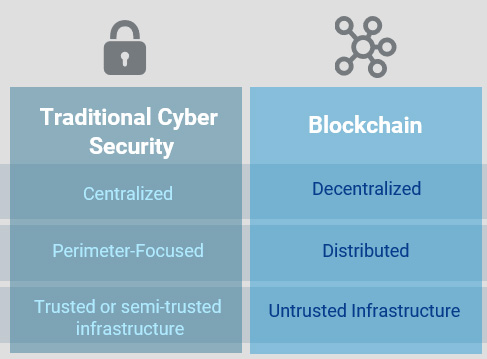 Traditional Cyber
Security
Blockchain
Centralized
Decentralized
Perimeter-Focused
Distributed
Trusted or semi-trusted
infrastructure
Untrusted Infrastructure